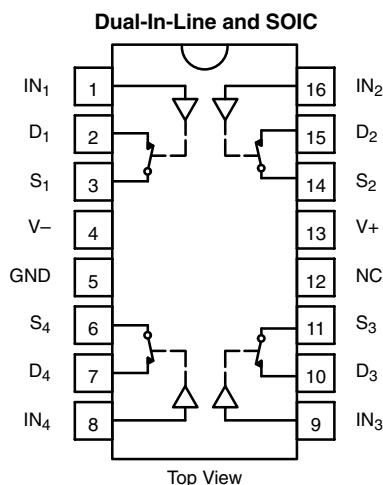 Dual-In-Line and SOIC
IN1 1 16 IN2
D1 2 15 D2
S1 3 14 S2
V– 4 13 V+
GND 5 12 NC
S4 6 11 S3
D4 7 10 D3
IN4 8 9 IN3
Top View